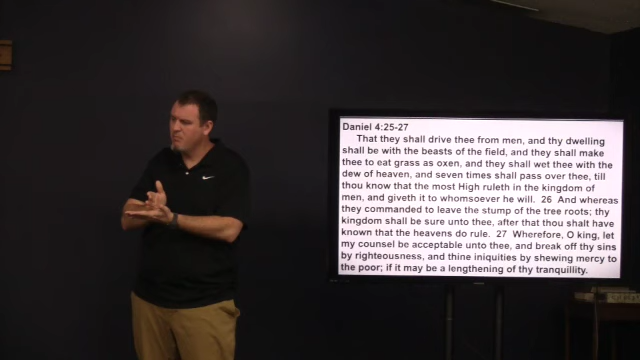 Daniel 4:25-27
That they shall drive thee from men, and thy dwelling
shall be with the beasts of the field, and they shall make
thee to eat grass as oxen, and they shall wet thee with the
dew of heaven, and seven times shall pass over thee, till
thou know that the most High ruleth in the kingdom of
men, and giveth it to whomsoever he will. 26 And whereas
they commanded to leave the stump of the tree roots; thy
kingdom shall be sure unto thee, after that thou shalt have
known that the heavens do rule. 27 Wherefore, O king, let
my counsel be acceptable unto thee, and break off thy sins
by righteousness, and thine iniquities by shewing mercy to
the poor; if it may be a lengthening of thy tranquillity.